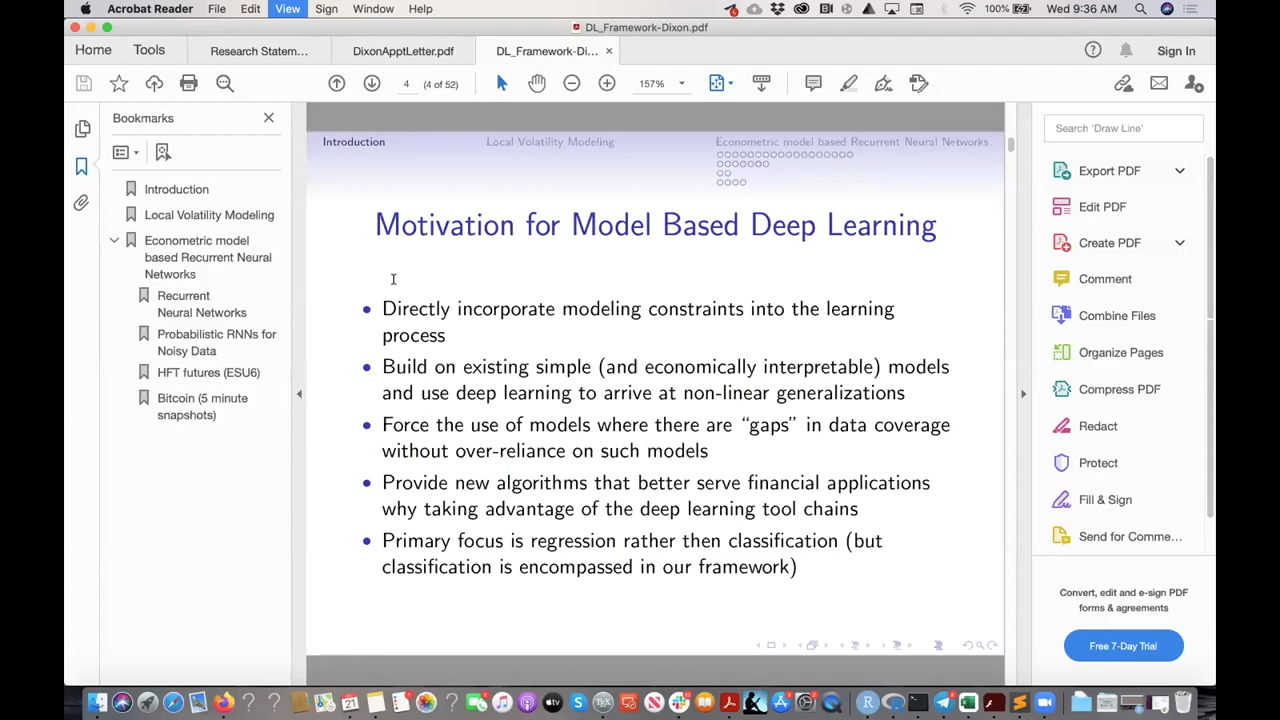 Acrobat Reader File Edit View Sign Window Help 100% Wed 9:36 AM
DL_Framework-Dixon.pdf
Home Tools Research Statem... DixonApptLetter.pdf DL_Framework-Di... × Sign In
4 (4 of 52) 157%
Bookmarks
Introduction
Local Volatility Modeling
Econometric model
based Recurrent Neural
Networks
Recurrent
Neural Networks
Probabilistic RNNs for
Noisy Data
HFT futures (ESU6)
Bitcoin (5 minute
snapshots)
Introduction Local Volatility Modeling Econometric model based Recurrent Neural Networks
Motivation for Model Based Deep Learning
• Directly incorporate modeling constraints into the learning
process
• Build on existing simple (and economically interpretable) models
and use deep learning to arrive at non-linear generalizations
• Force the use of models where there are “gaps” in data coverage
without over-reliance on such models
• Provide new algorithms that better serve financial applications
why taking advantage of the deep learning tool chains
• Primary focus is regression rather then classification (but
classification is encompassed in our framework)
Search 'Draw Line'
Export PDF
Edit PDF
Create PDF
Comment
Combine Files
Organize Pages
Compress PDF
Redact
Protect
Fill & Sign
Send for Comme...
Convert, edit and e-sign PDF
forms & agreements
Free 7-Day Trial